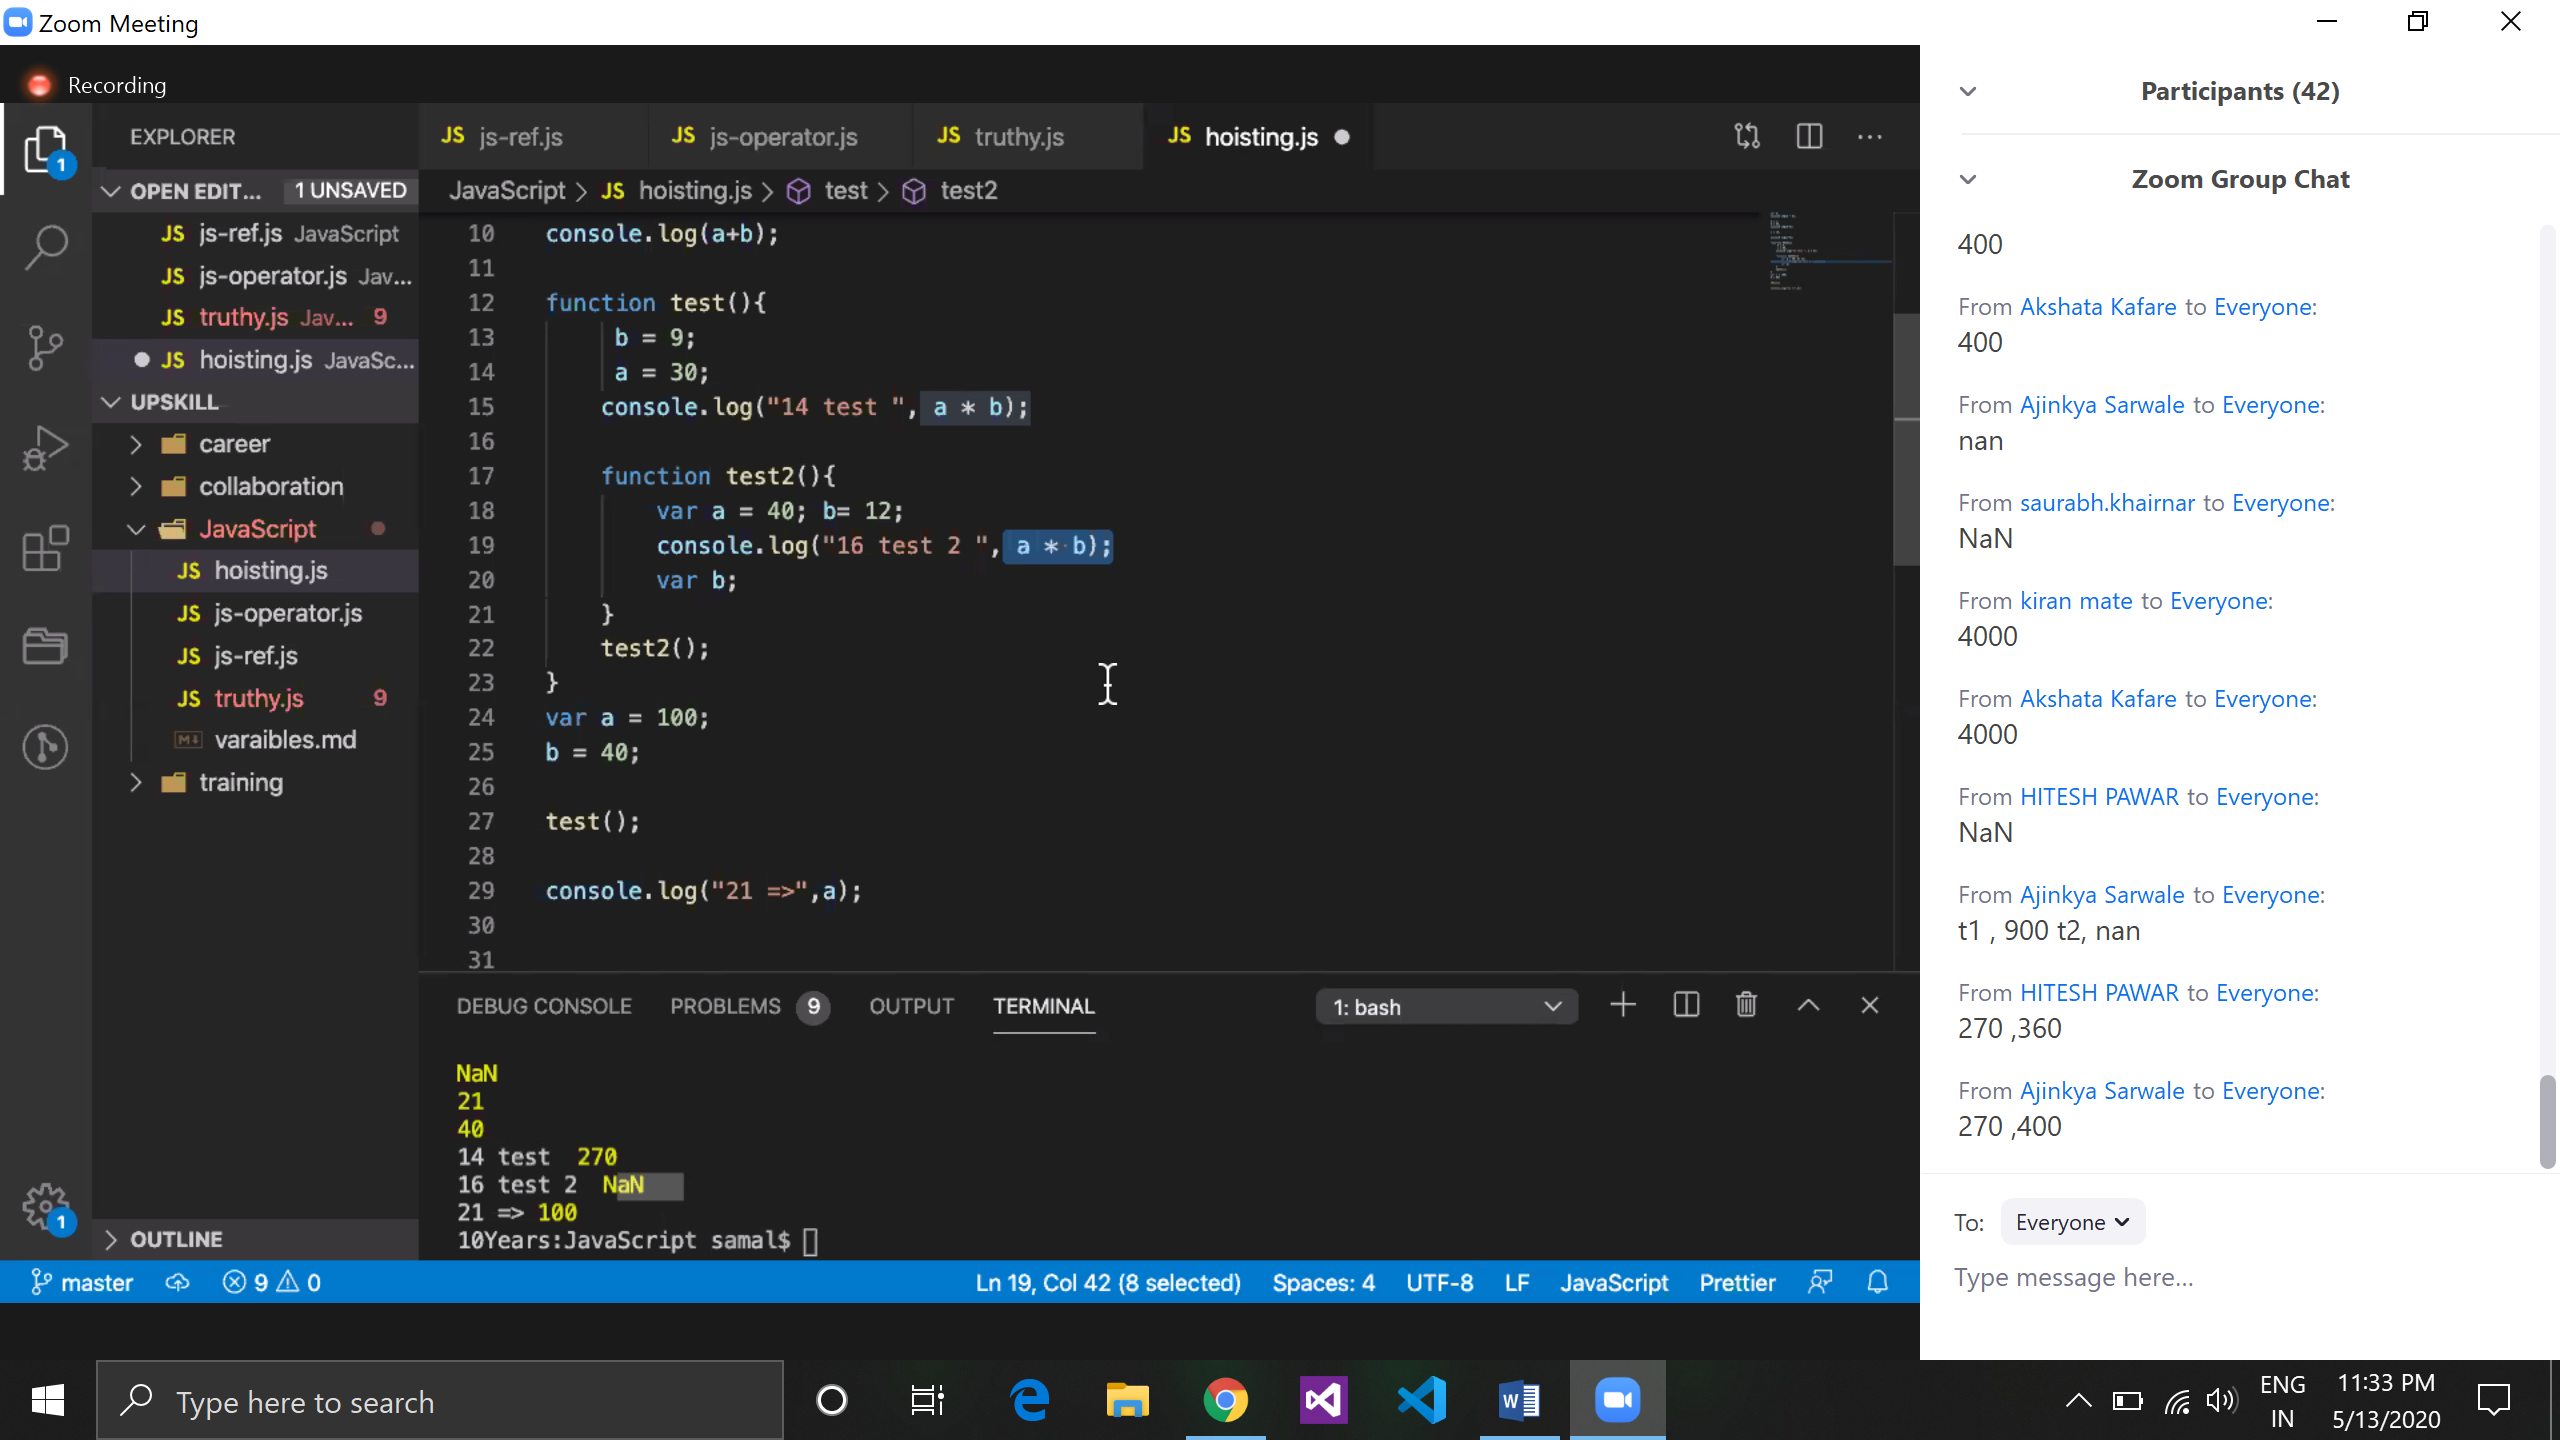 Zoom Meeting
Recording
EXPLORER
OPEN EDIT... 1 UNSAVED
JS js-ref.js JavaScript
JS js-operator.js Jav...
JS truthy.js Jav... 9
JS hoisting.js JavaSc...
UPSKILL
career
collaboration
JavaScript
JS hoisting.js
JS js-operator.js
JS js-ref.js
JS truthy.js 9
varaibles.md
training
OUTLINE
1
1
JS js-ref.js
JS js-operator.js
JS truthy.js
JS hoisting.js
JavaScript > JS hoisting.js > test > test2
10 console.log(a+b);
11
12 function test(){
13 b = 9;
14 a = 30;
15 console.log("14 test ", a * b);
16
17 function test2(){
18 var a = 40; b= 12;
19 console.log("16 test 2 ", a * b);
20 var b;
21 }
22 test2();
23 }
24 var a = 100;
25 b = 40;
26
27 test();
28
29 console.log("21 =>",a);
30
31
DEBUG CONSOLE PROBLEMS 9 OUTPUT TERMINAL 1: bash
NaN
21
40
14 test 270
16 test 2 NaN
21 => 100
10Years:JavaScript samal$
master 9 0 Ln 19, Col 42 (8 selected) Spaces: 4 UTF-8 LF JavaScript Prettier
Participants (42)
Zoom Group Chat
400
From Akshata Kafare to Everyone:
400
From Ajinkya Sarwale to Everyone:
nan
From saurabh.khairnar to Everyone:
NaN
From kiran mate to Everyone:
4000
From Akshata Kafare to Everyone:
4000
From HITESH PAWAR to Everyone:
NaN
From Ajinkya Sarwale to Everyone:
t1 , 900 t2, nan
From HITESH PAWAR to Everyone:
270 ,360
From Ajinkya Sarwale to Everyone:
270 ,400
To: Everyone
Type message here...
Type here to search
ENG
IN
11:33 PM
5/13/2020